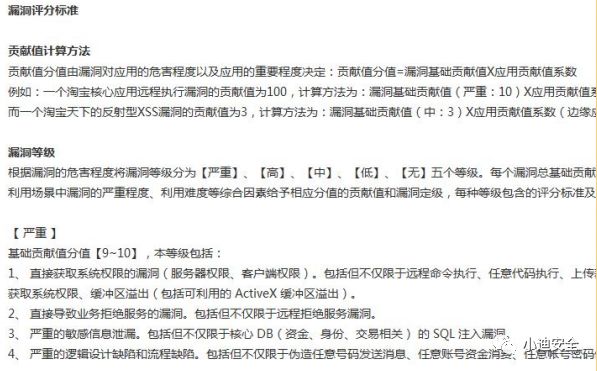 漏洞评分标准
贡献值计算方法
贡献值分值由漏洞对应用的危害程度以及应用的重要程度决定：贡献值分值=漏洞基础贡献值X应用贡献值系数
例如：一个淘宝核心应用远程执行漏洞的贡献值为100，计算方法为：漏洞基础贡献值（严重：10）X应用贡献值系
而一个淘宝天下的反射型XSS漏洞的贡献值为3，计算方法为：漏洞基础贡献值（中：3）X应用贡献值系数（边缘应
漏洞等级
根据漏洞的危害程度将漏洞等级分为【严重】、【高】、【中】、【低】、【无】五个等级。每个漏洞总基础贡献
利用场景中漏洞的严重程度、利用难度等综合因素给予相应分值的贡献值和漏洞定级，每种等级包含的评分标准及
【 严重 】
基础贡献值分值【9~10】，本等级包括：
1、 直接获取系统权限的漏洞（服务器权限、客户端权限）。包括但不仅限于远程命令执行、任意代码执行、上传
获取系统权限、缓冲区溢出（包括可利用的 ActiveX 缓冲区溢出）。
2、 直接导致业务拒绝服务的漏洞。包括但不仅限于远程拒绝服务漏洞。
3、 严重的敏感信息泄漏。包括但不仅限于核心 DB（资金、身份、交易相关） 的 SQL 注入漏洞。
4、 严重的逻辑设计缺陷和流程缺陷。包括但不仅限于伪造任意号码发送消息、任意账号资金消费、任意帐号密码
小迪安全